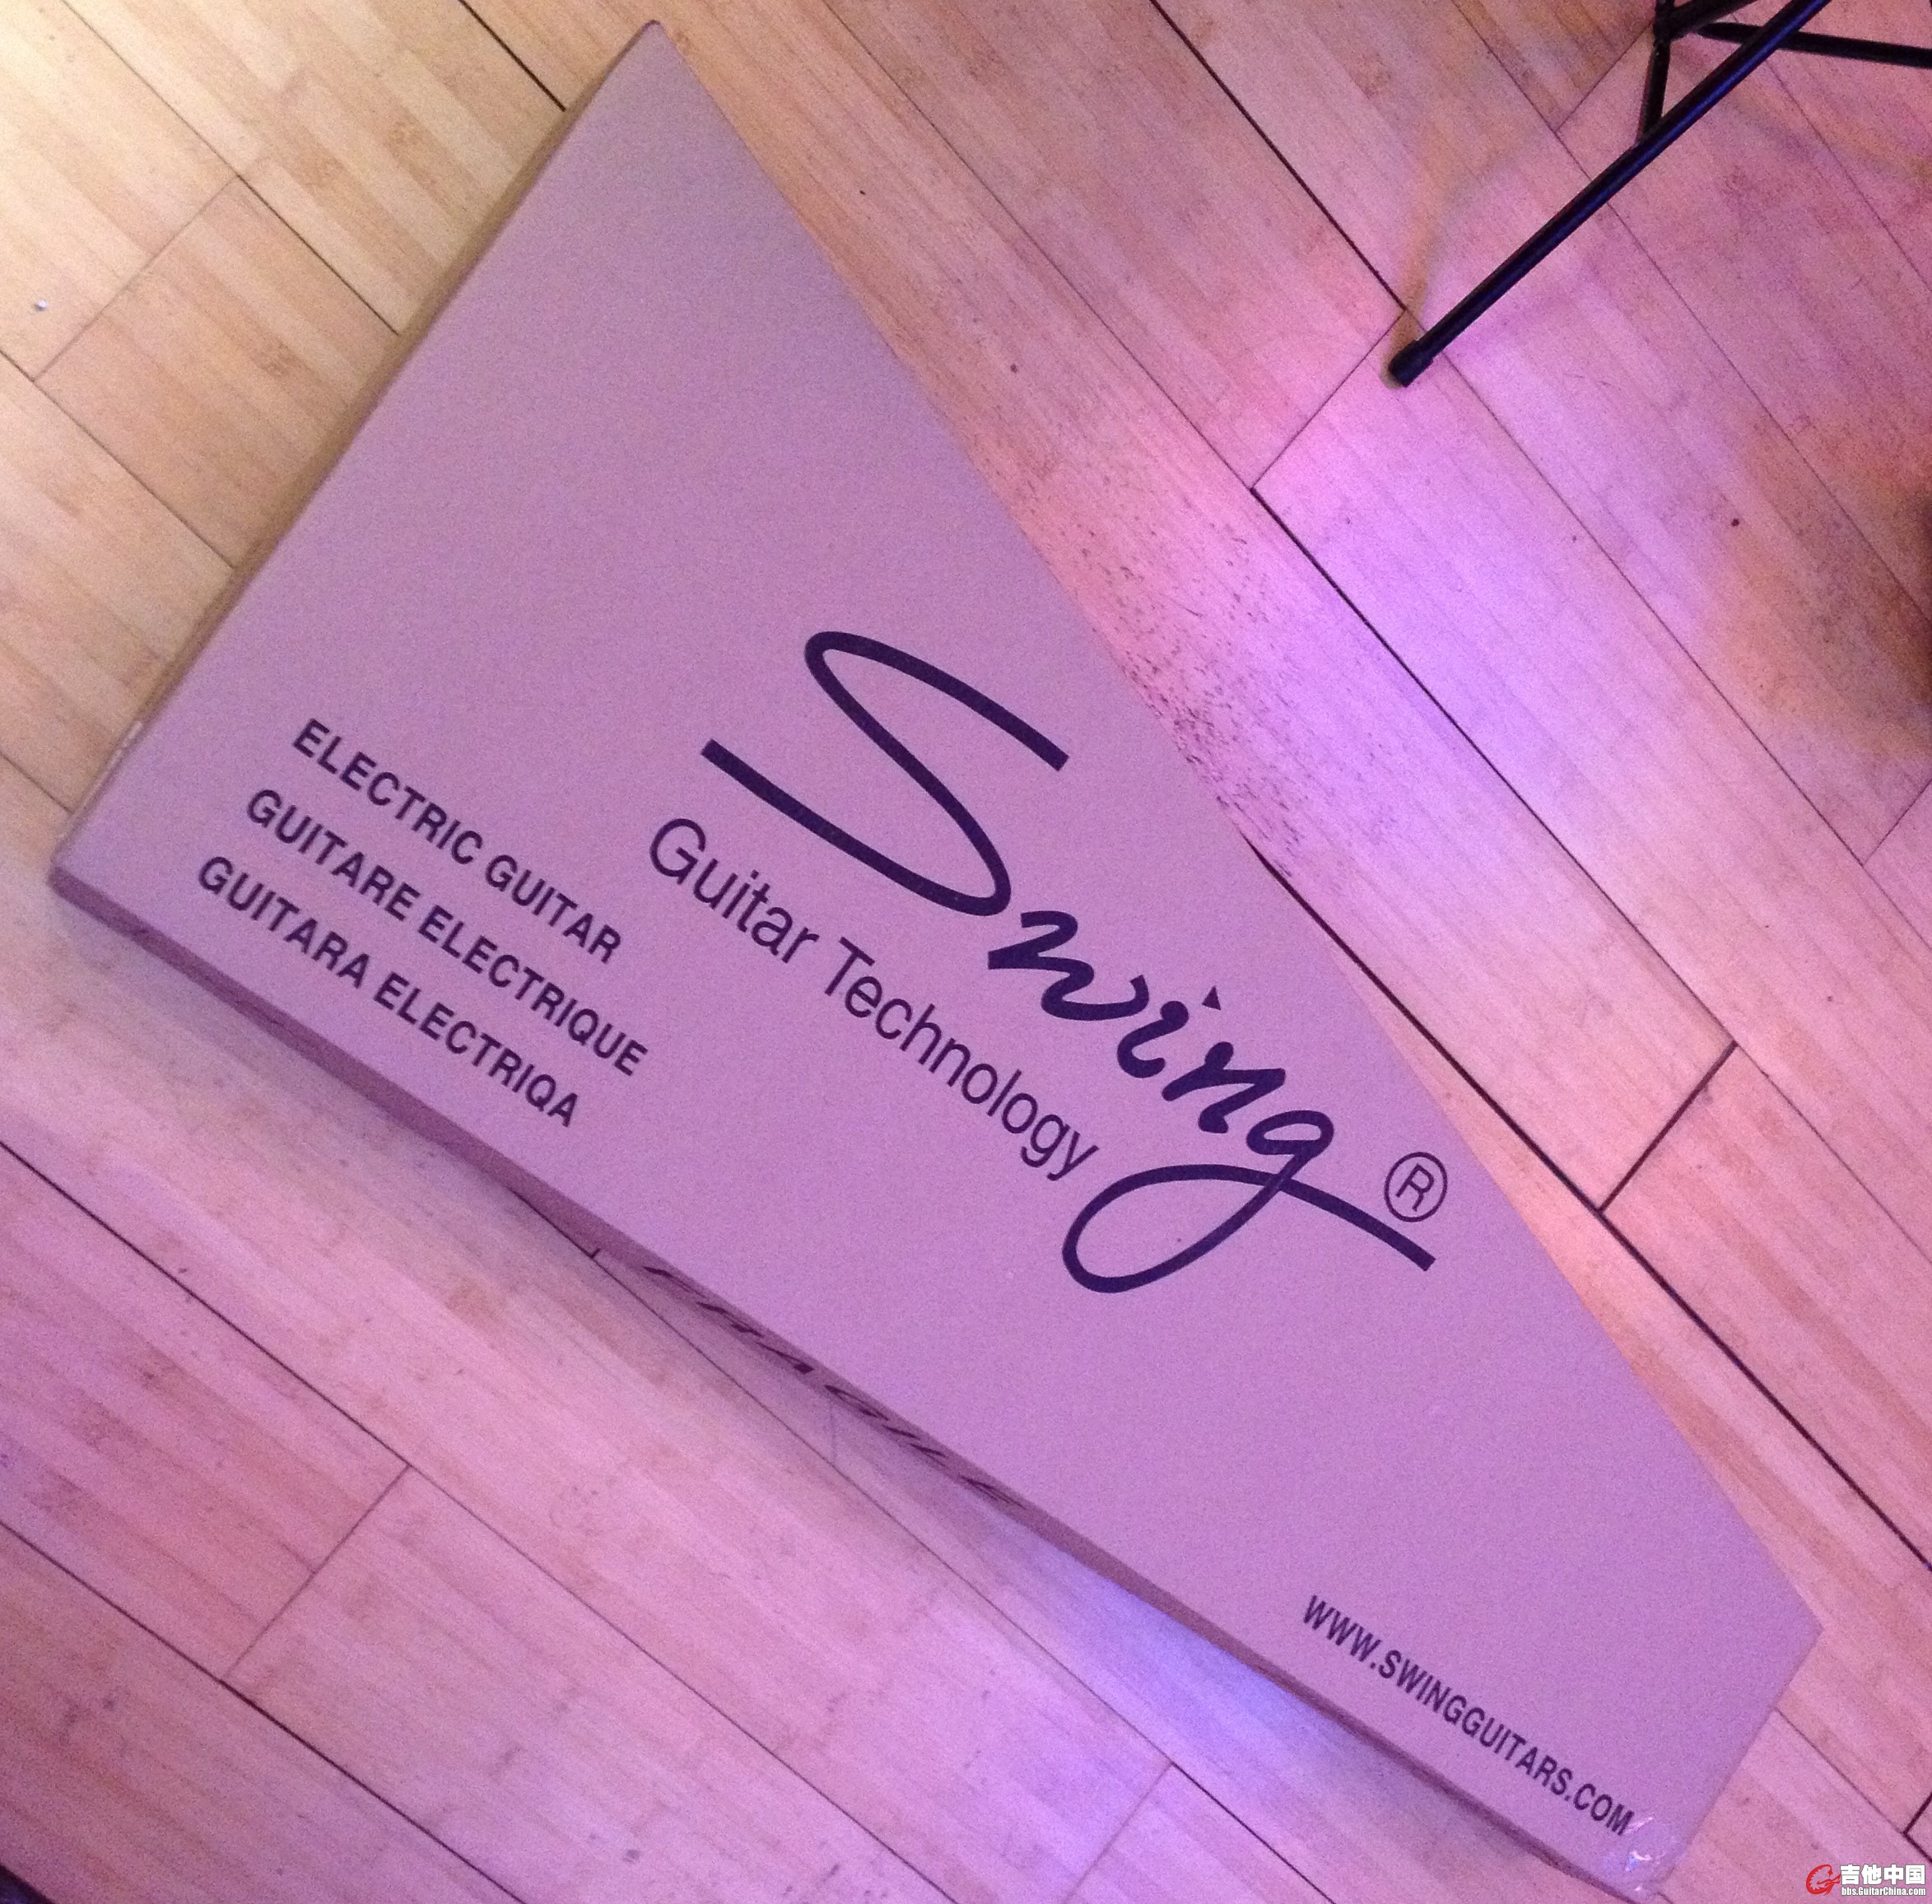 Swing®
Guitar Technology
ELECTRIC GUITAR
GUITARE ELECTRIQUE
GUITARA ELECTRIQA
FRAGILE
WWW.SWINGGUITARS.COM
吉他中国
bbs.GuitarChina.com